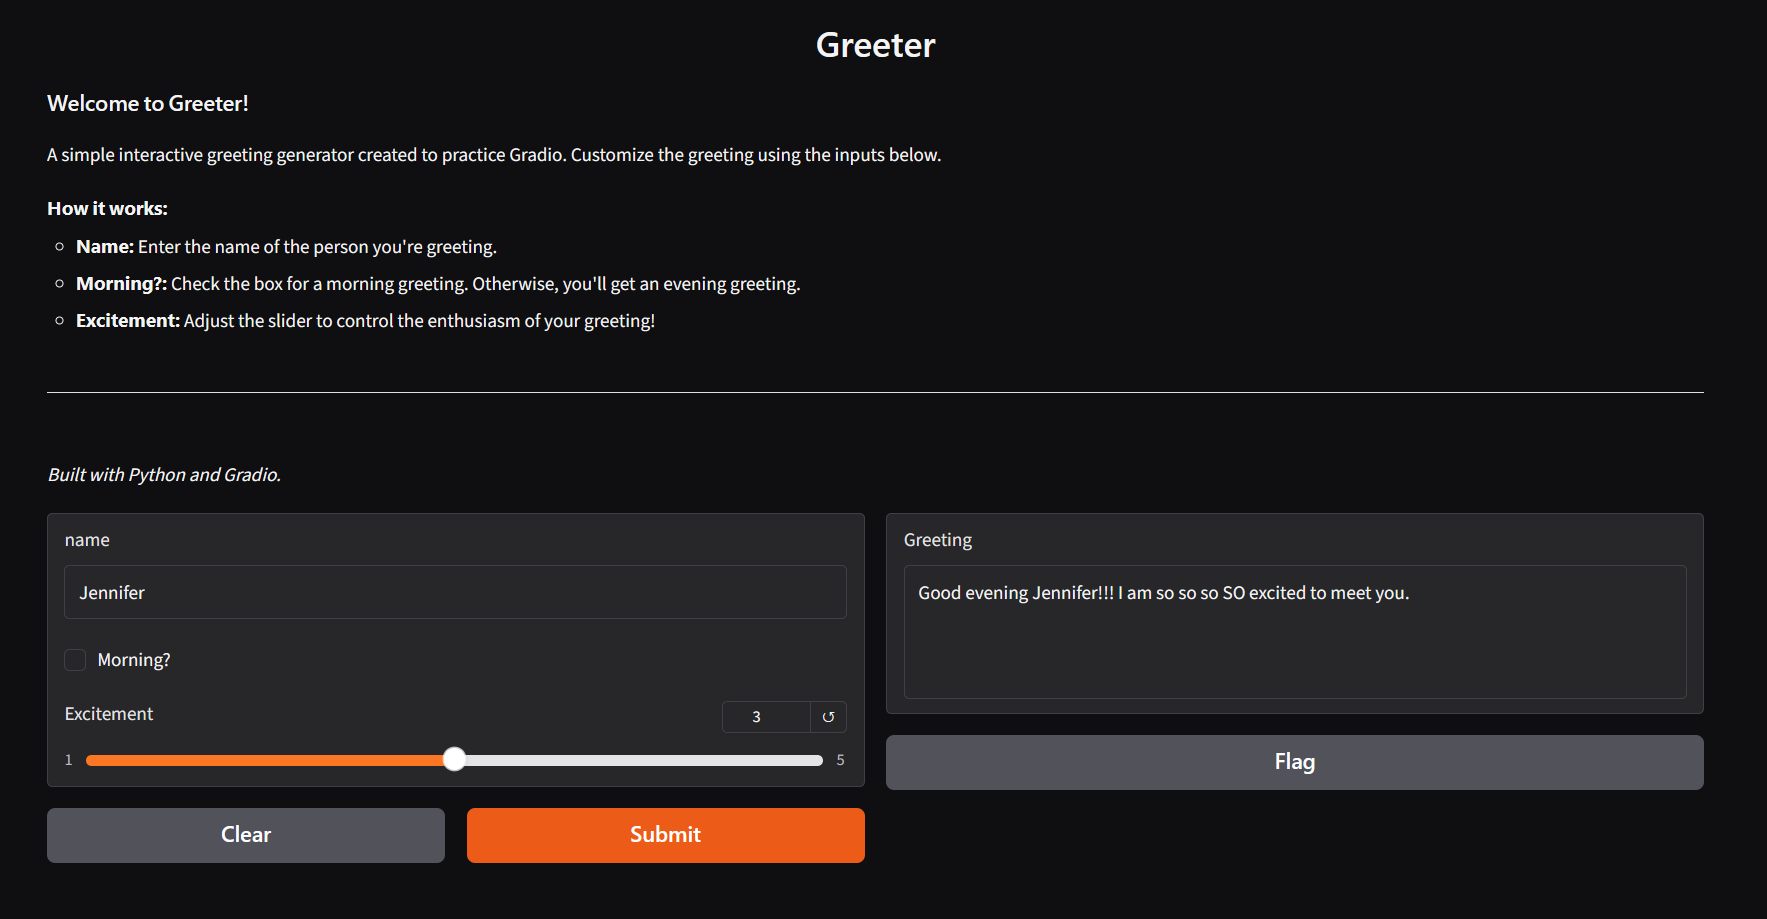 Greeter
Welcome to Greeter!
A simple interactive greeting generator created to practice Gradio. Customize the greeting using the inputs below.
How it works:
Name: Enter the name of the person you're greeting.
Morning?: Check the box for a morning greeting. Otherwise, you'll get an evening greeting.
Excitement: Adjust the slider to control the enthusiasm of your greeting!
Built with Python and Gradio.
name
Jennifer
Morning?
Excitement
3
1
5
Clear
Submit
Greeting
Good evening Jennifer!!! I am so so so SO excited to meet you.
Flag